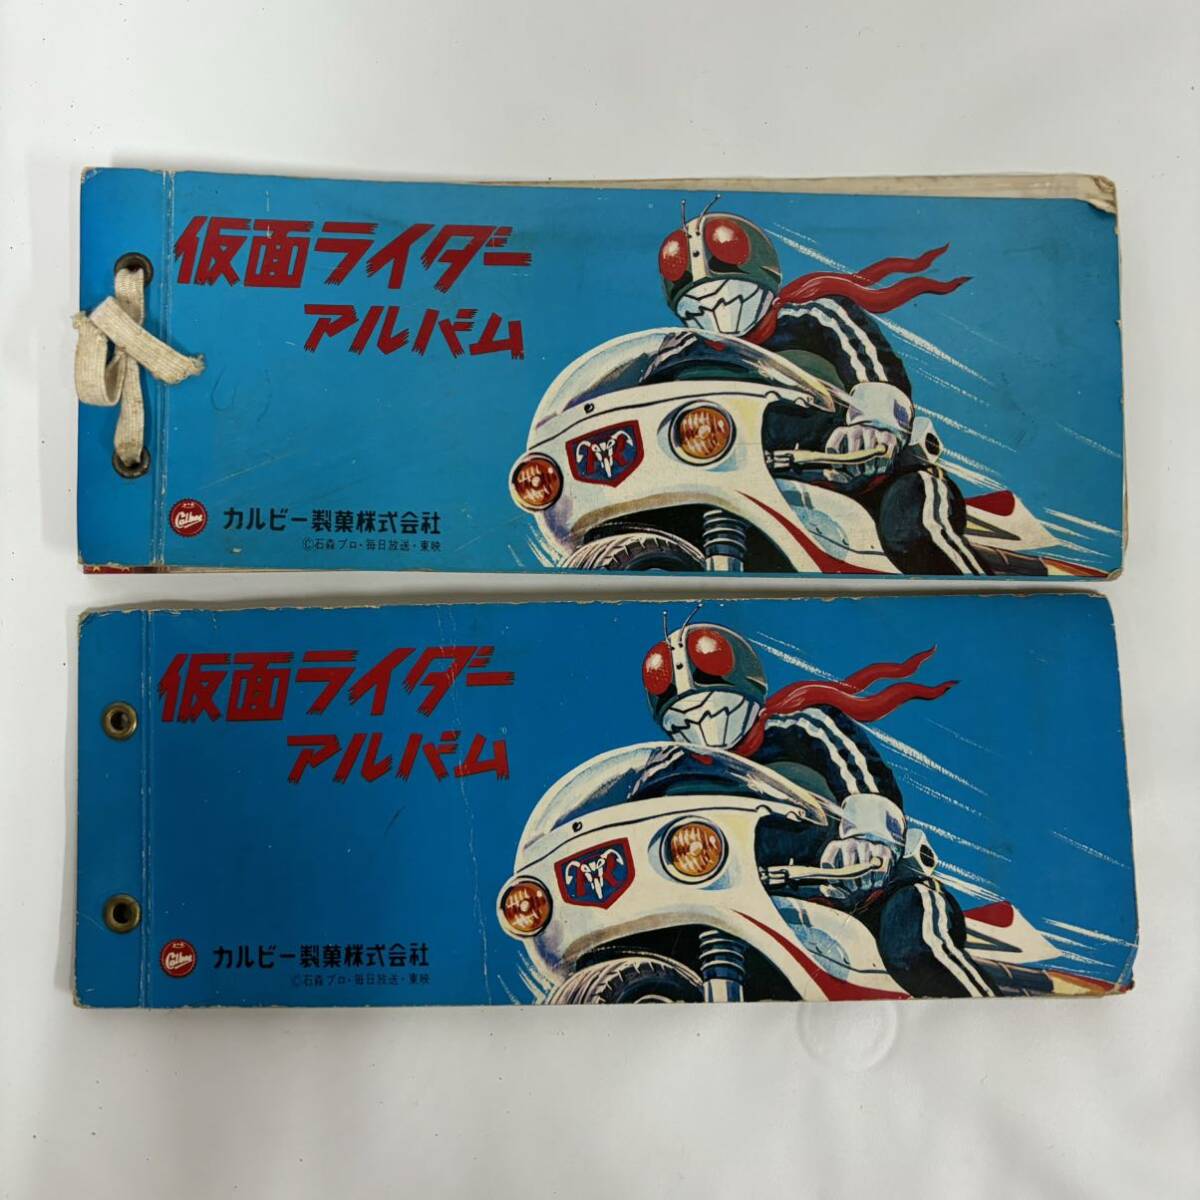 仮面ライダー
アルバム
Calbee
カルビー製菓株式会社
©石森プロ・毎日放送・東映
仮面ライダー
アルバム
Calbee
カルビー製菓株式会社
©石森プロ・毎日放送・東映